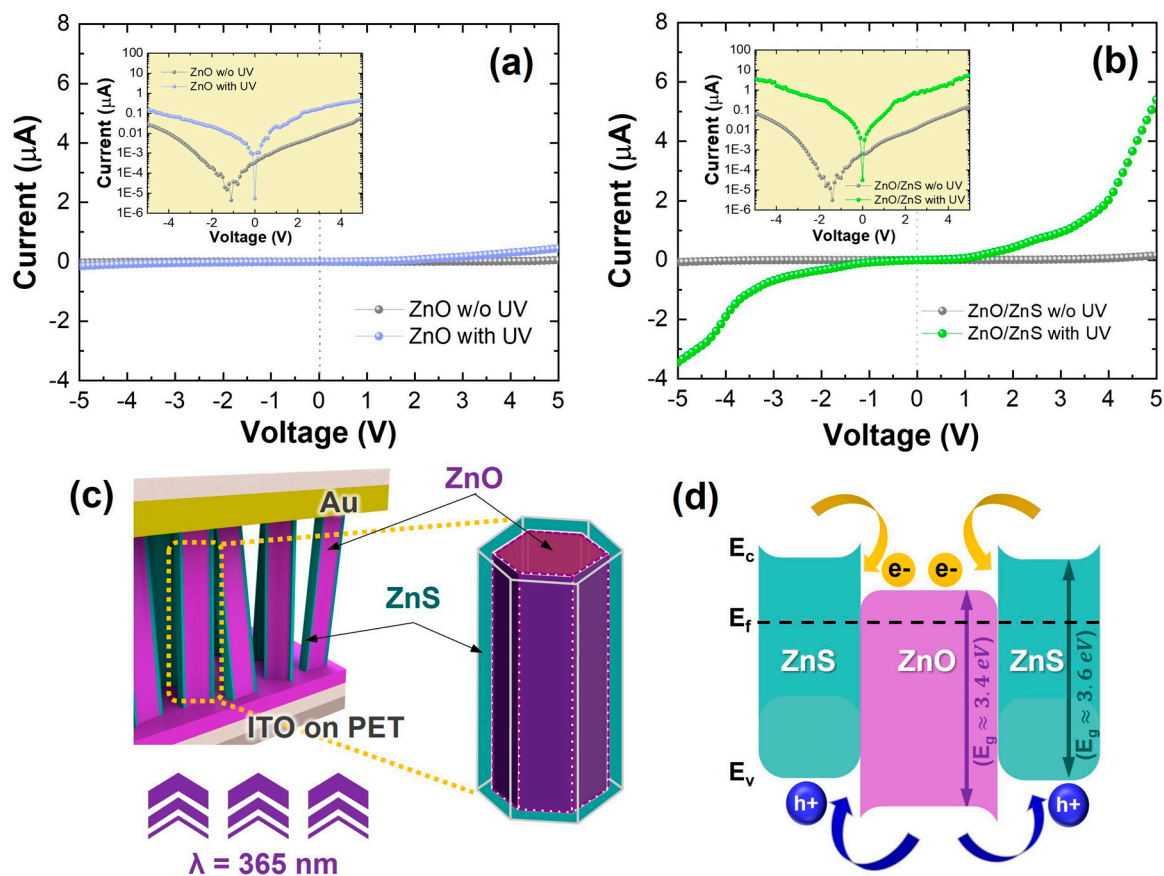 (a)
Current (μA)
8
6
4
2
0
-2
-4
-5 -4 -3 -2 -1 0 1 2 3 4 5
Voltage (V)
ZnO w/o UV
ZnO with UV
Current (μA)
100
10
1
0.1
0.01
1E-3
1E-4
1E-5
1E-6
-4 -2 0 2 4
Voltage (V)
ZnO w/o UV
ZnO with UV
(b)
Current (μA)
8
6
4
2
0
-2
-4
-5 -4 -3 -2 -1 0 1 2 3 4 5
Voltage (V)
ZnO/ZnS w/o UV
ZnO/ZnS with UV
Current (μA)
100
10
1
0.1
0.01
1E-3
1E-4
1E-5
1E-6
-4 -2 0 2 4
Voltage (V)
ZnO/ZnS w/o UV
ZnO/ZnS with UV
(c)
Au
ZnO
ZnS
ITO on PET
λ = 365 nm
(d)
Ec
Ef
Ev
e- e-
ZnS ZnO ZnS
(Eg ≈ 3.4 eV)
(Eg ≈ 3.6 eV)
h+ h+